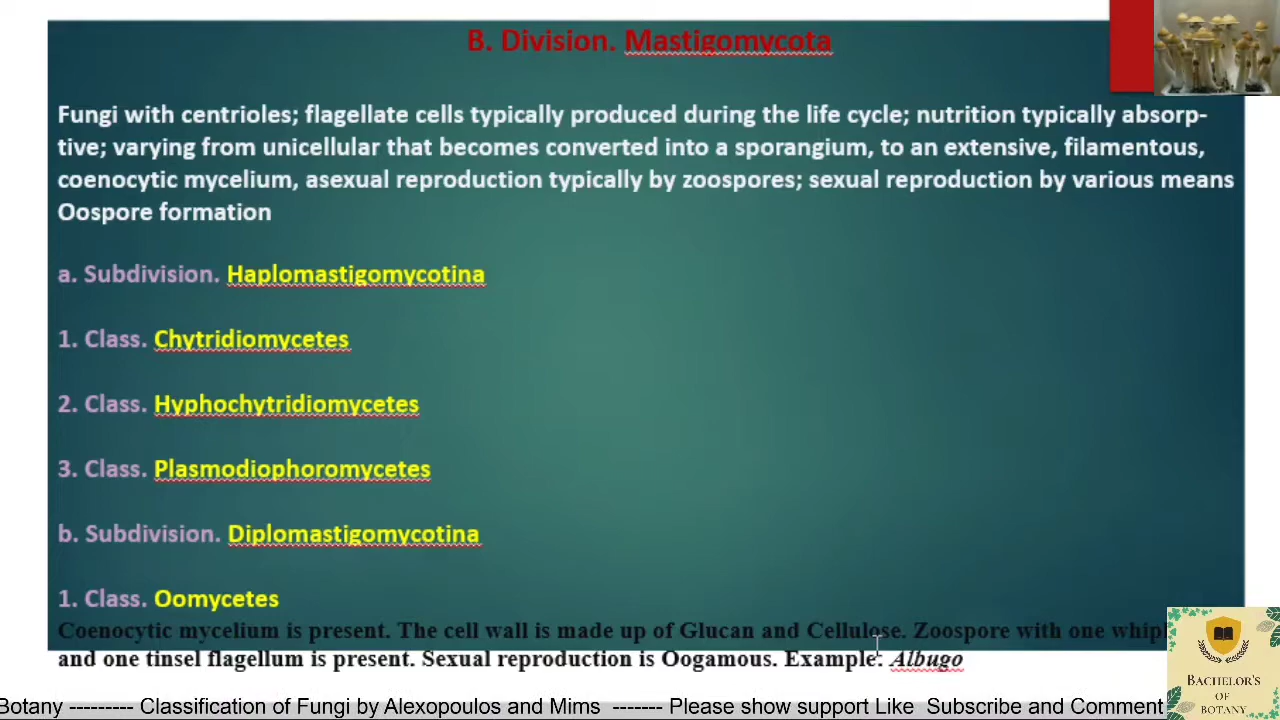 B. Division. Mastigomycota
Fungi with centrioles; flagellate cells typically produced during the life cycle; nutrition typically absorp-
tive; varying from unicellular that becomes converted into a sporangium, to an extensive, filamentous,
coenocytic mycelium, asexual reproduction typically by zoospores; sexual reproduction by various means
Oospore formation
a. Subdivision. Haplomastigomycotina
1. Class. Chytridiomycetes
2. Class. Hyphochytridiomycetes
3. Class. Plasmodiophoromycetes
b. Subdivision. Diplomastigomycotina
1. Class. Oomycetes
Coenocytic mycelium is present. The cell wall is made up of Glucan and Cellulose. Zoospore with one
and one tinsel flagellum is present. Sexual reproduction is Oogamous. Example: Albugo
BACHELOR'S
OF
BOTANY
Botany --------- Classification of Fungi by Alexopoulos and Mims ------- Please show support Like Subscribe and Comment